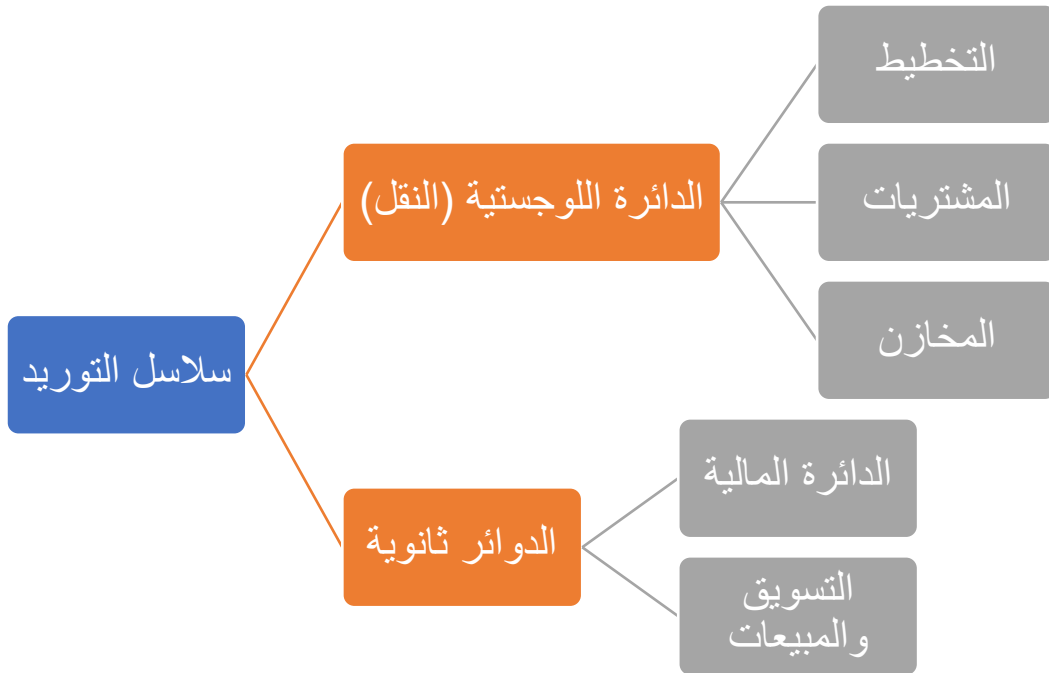 سلاسل التوريد
الدائرة اللوجستية (النقل)
التخطيط
المشتريات
المخازن
الدوائر ثانوية
الدائرة المالية
التسويق
والمبيعات